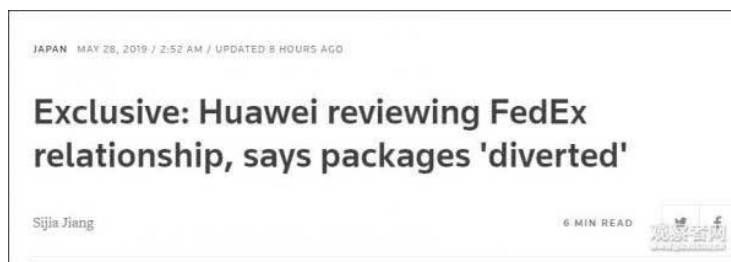 JAPAN MAY 28, 2019 / 2:52 AM / UPDATED 8 HOURS AGO
Exclusive: Huawei reviewing FedEx
relationship, says packages 'diverted'
Sijia Jiang
6 MIN READ
观察者网